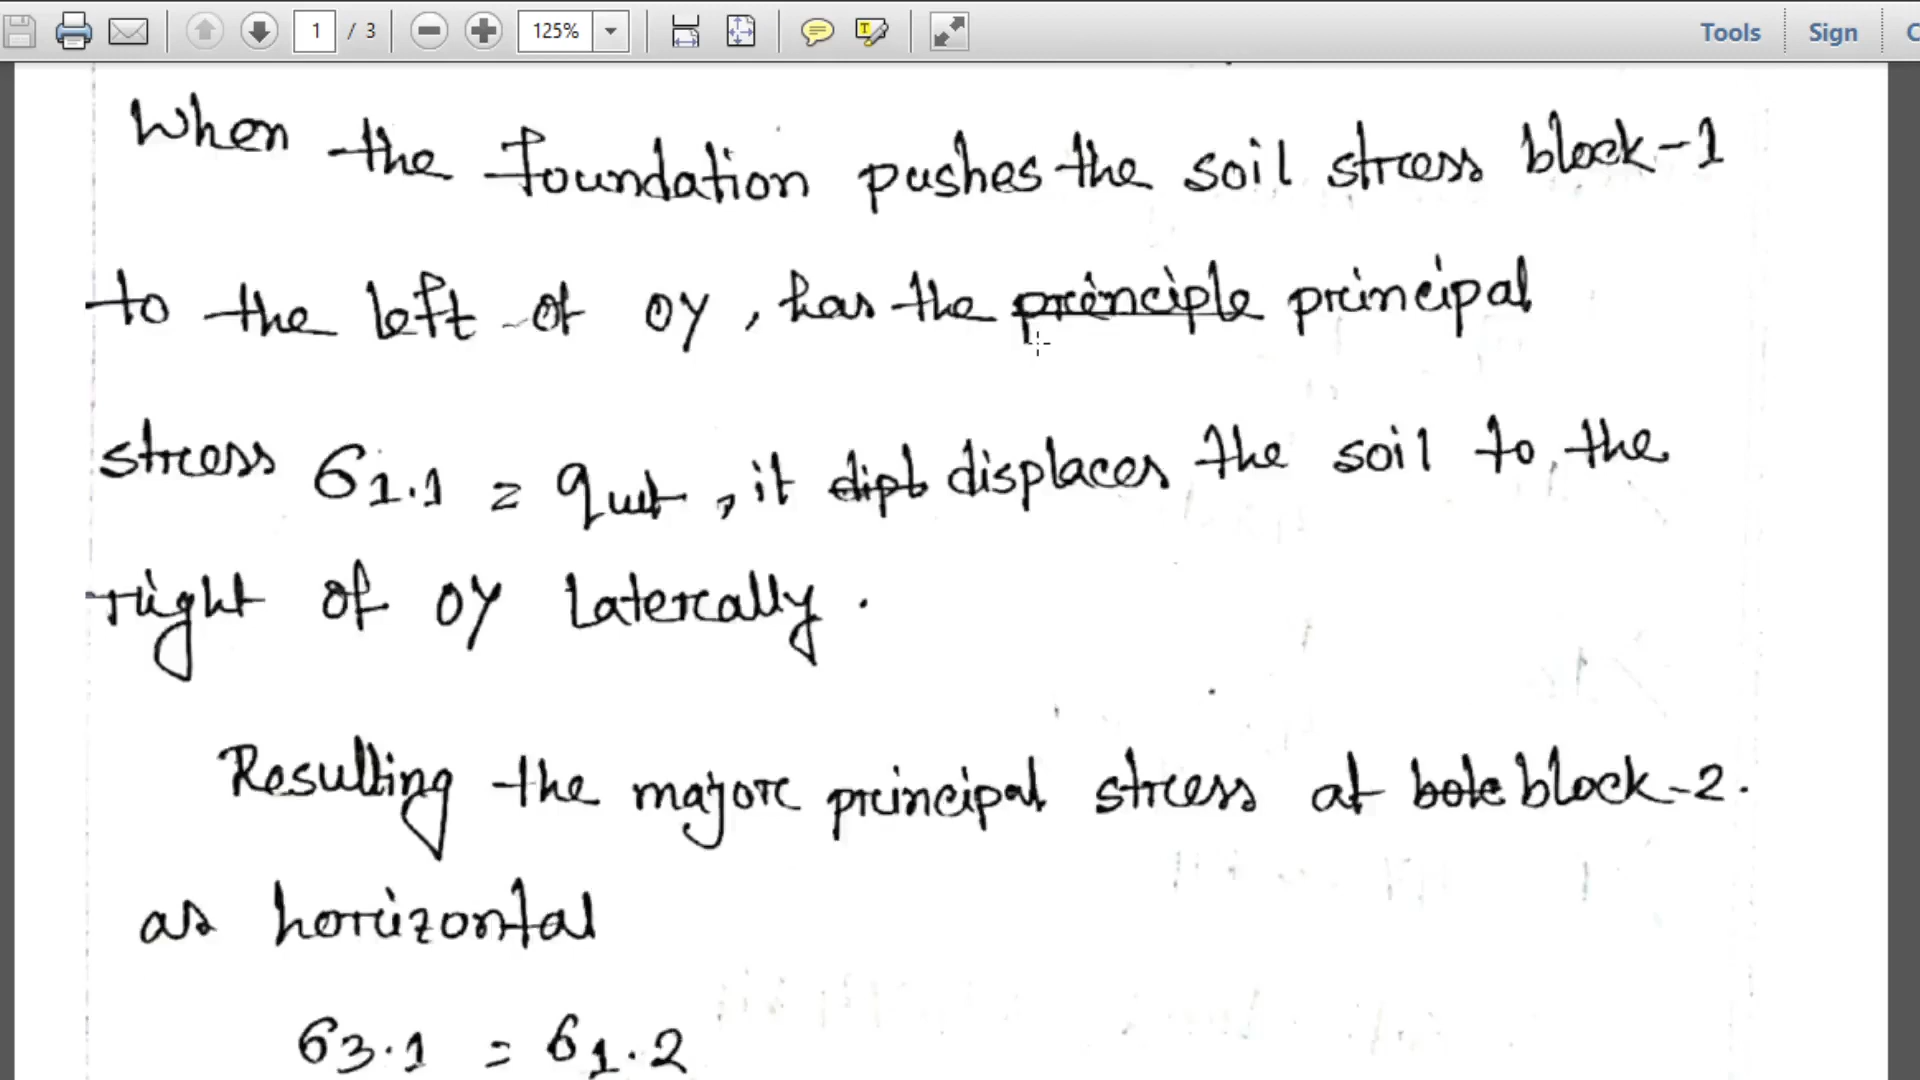 1 / 3 125% Tools Sign C
When the foundation pushes the soil stress block-1
to the left of OY, has the principle principal
stress σ1.1 = qult, it dipl displaces the soil to the
right of OY laterally.
Resulting the major principal stress at bolc block-2.
as horizontal
σ3.1 = σ1.2